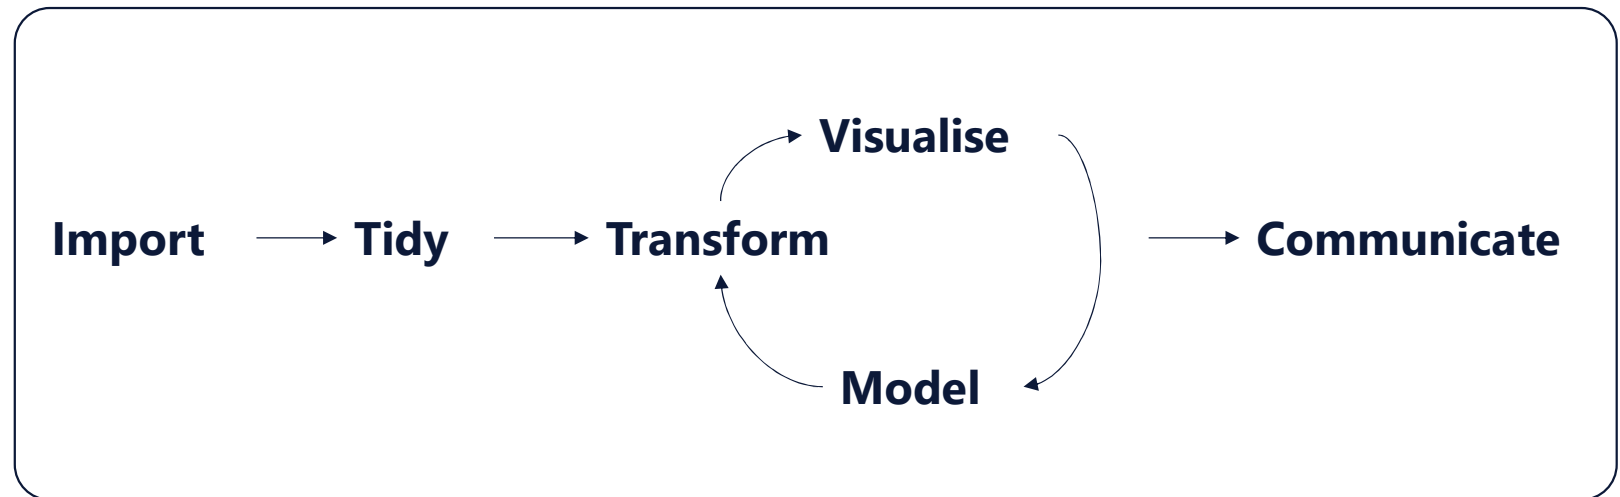 Visualise
Import
Tidy
Transform
Communicate
Model